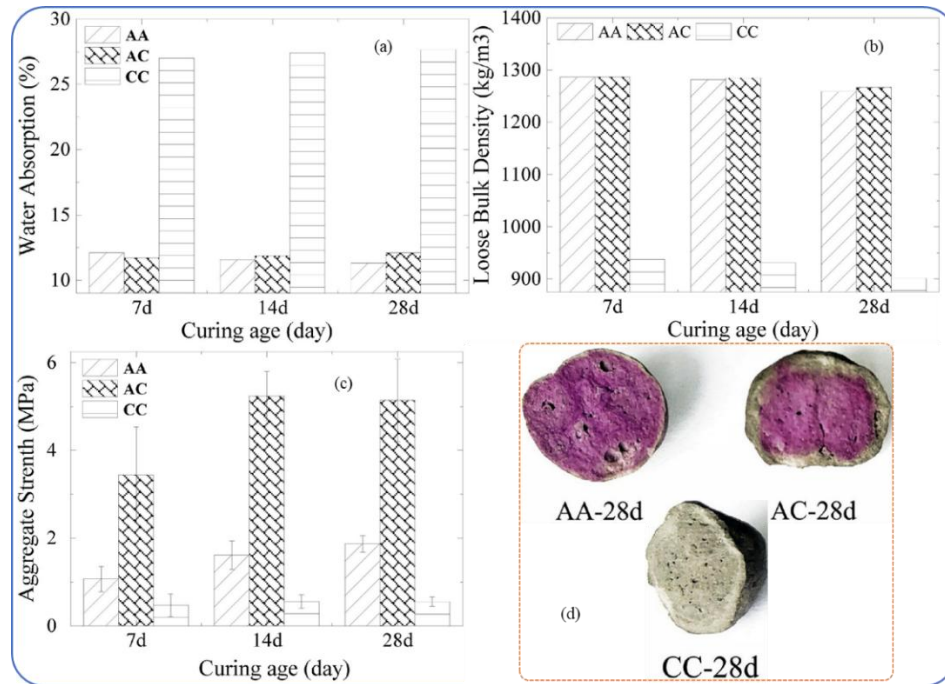 30
25
20
15
10
Water Absorption (%)
AA
AC
CC
(a)
7d 14d 28d
Curing age (day)
1400
1300
1200
1100
1000
900
Loose Bulk Density (kg/m3)
AA AC CC
(b)
7d 14d 28d
Curing age (day)
6
4
2
0
Aggregate Strenth (MPa)
AA
AC
CC
(c)
7d 14d 28d
Curing age (day)
AA-28d AC-28d
(d)
CC-28d